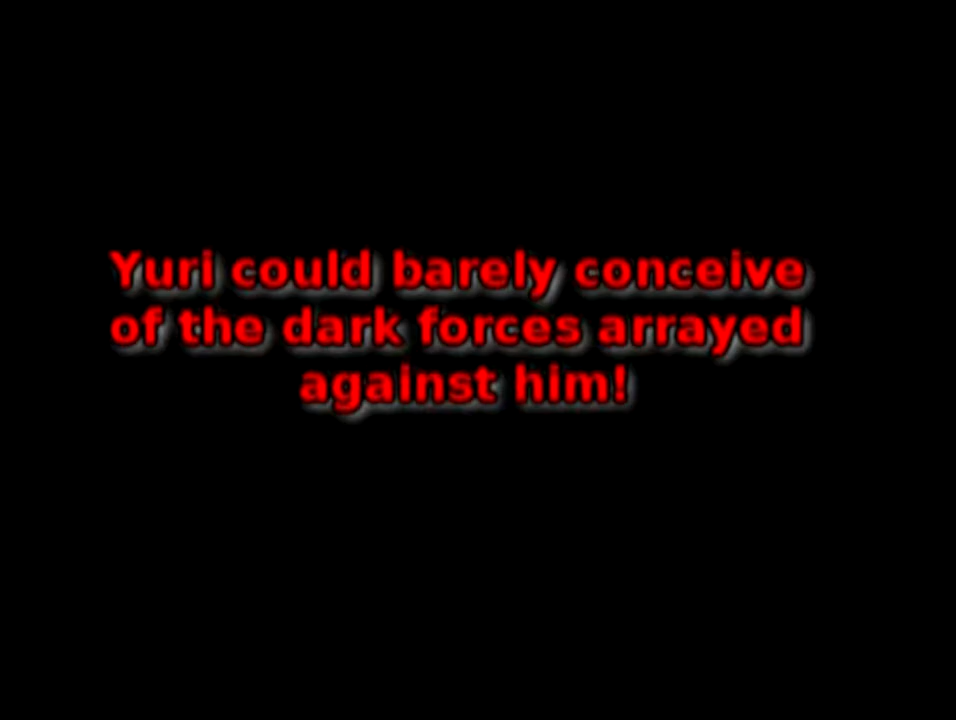 Yuri could barely conceive
of the dark forces arrayed
against him!